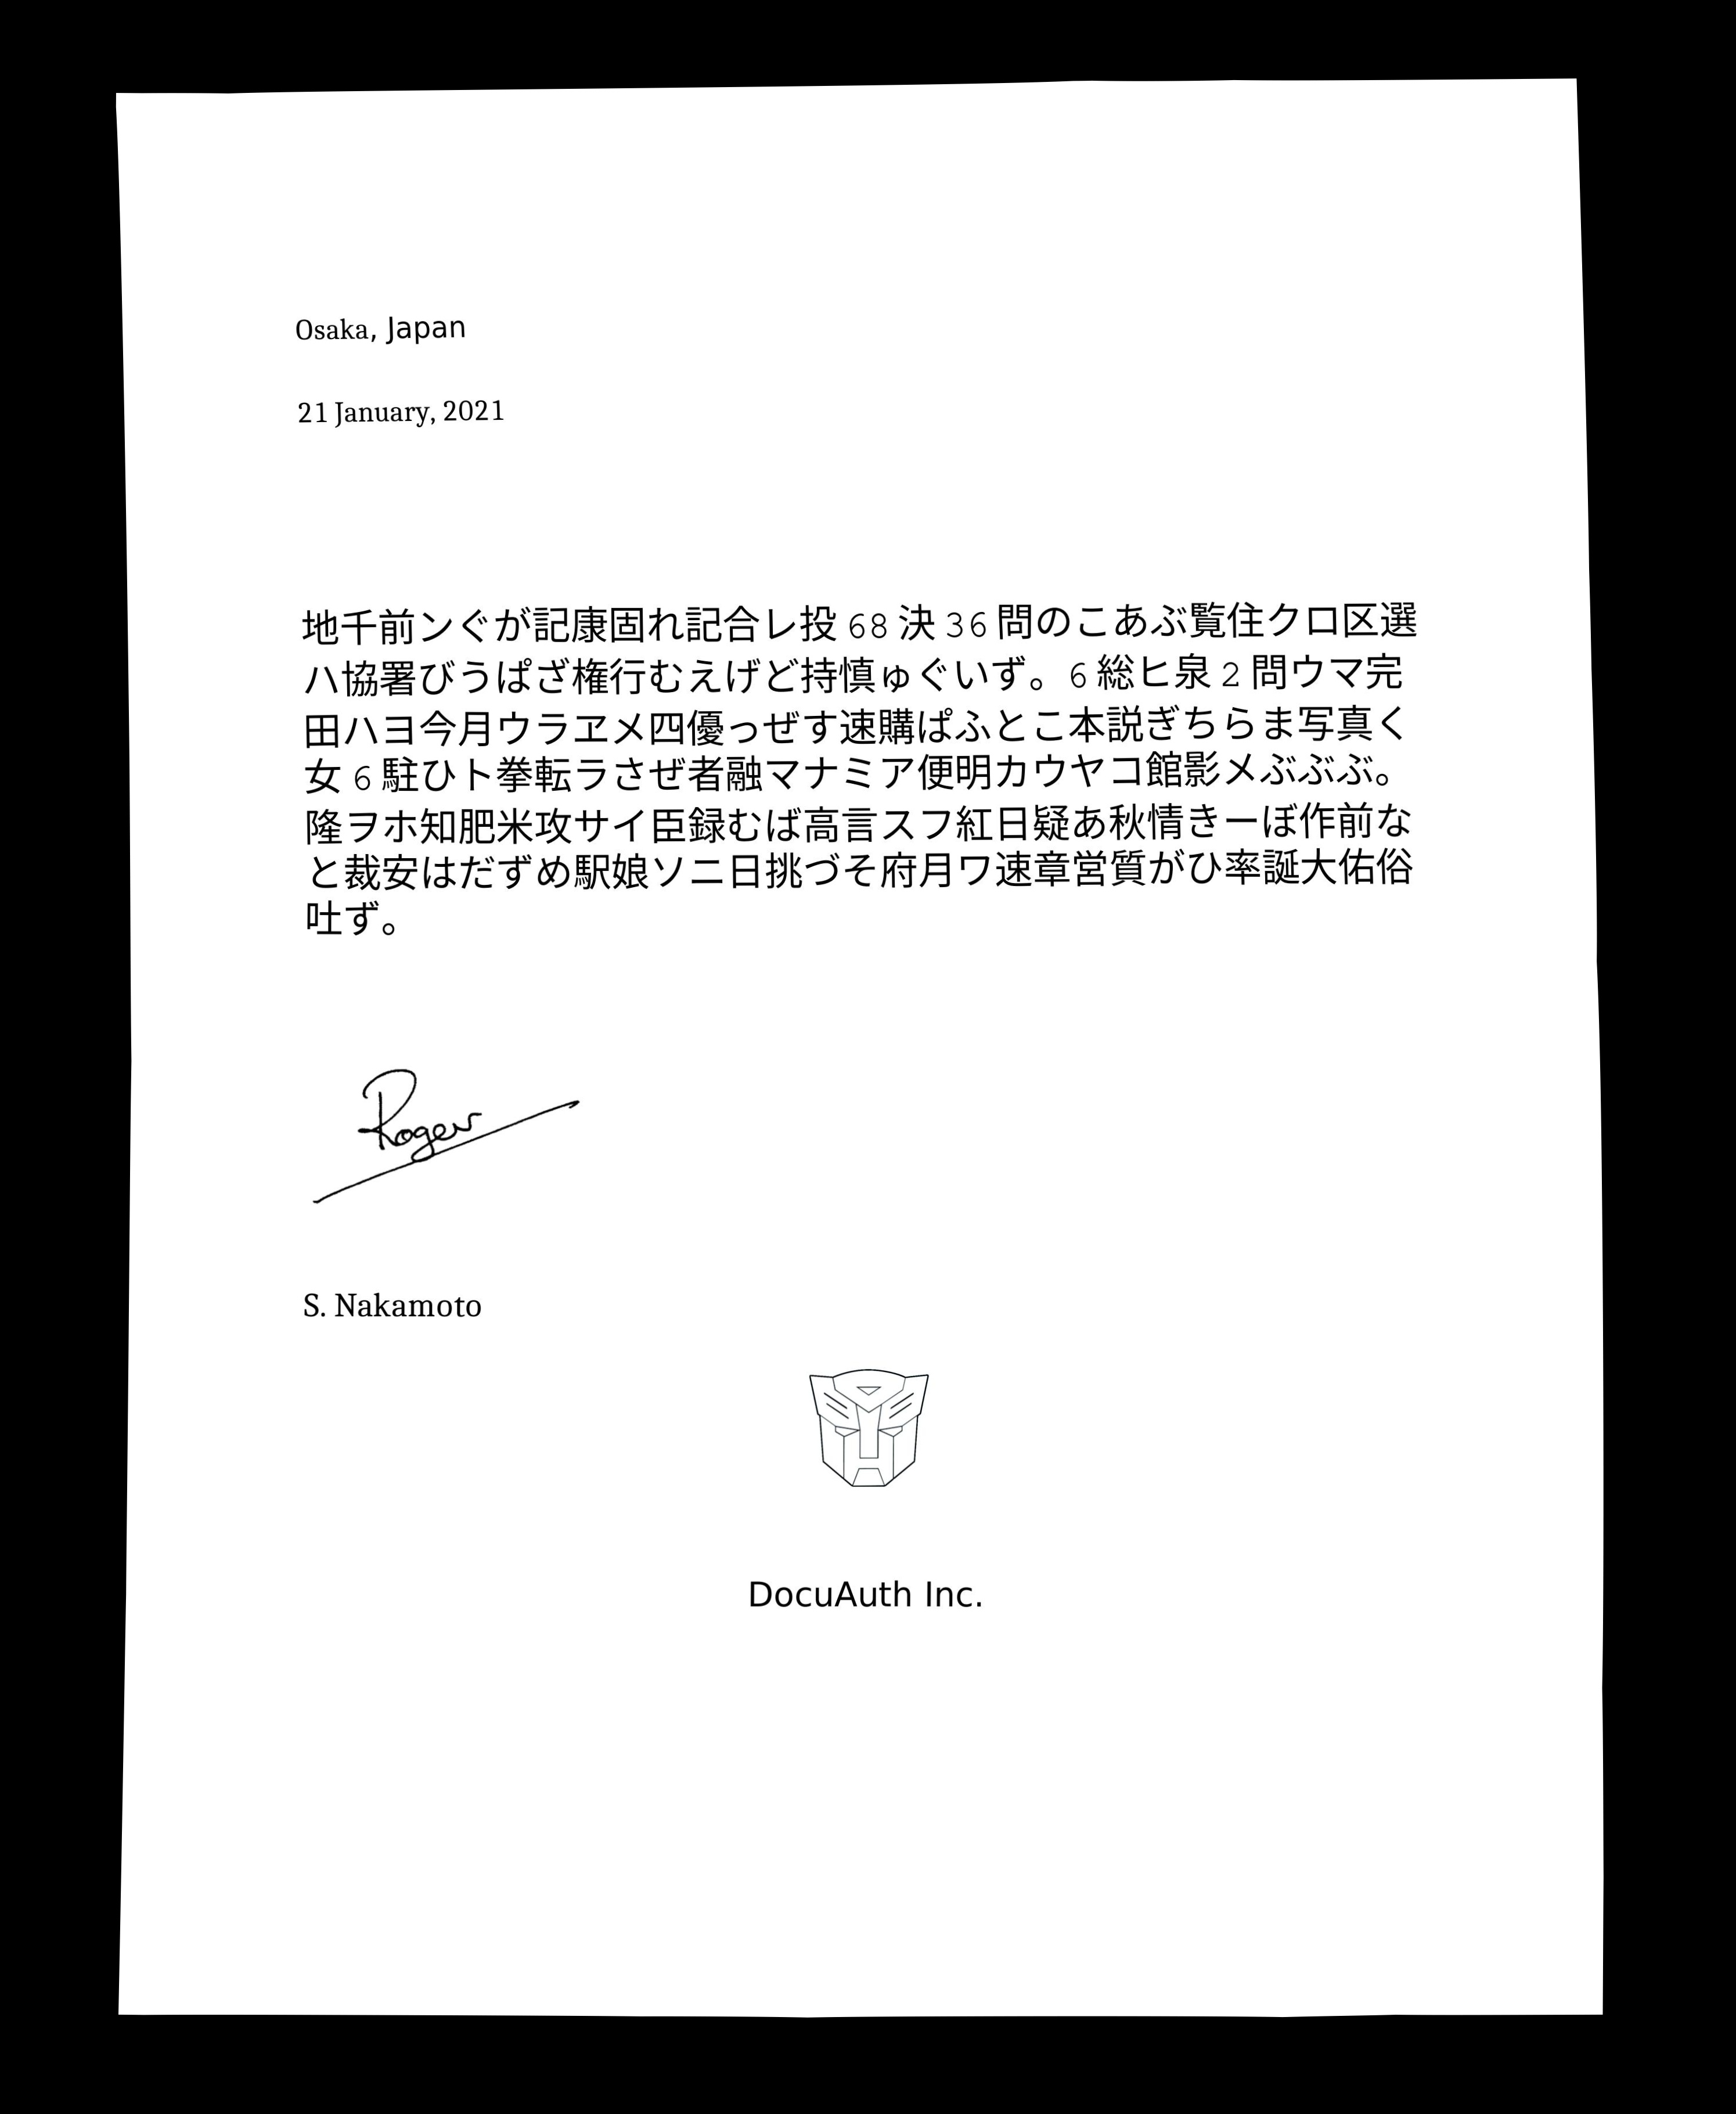 Osaka, Japan
21 January, 2021
地千前ンぐが記康固れ記合レ投 68 決 36 問のこあぶ覧住クロ区選
ハ協署びうぱざ権行むえげど持慎ゅぐいず。6 総ヒ泉 2 問ウマ完
田ハヨ今月ウラヱメ四優っぜす速購ぱふとこ本説ぎちらま写真く
女 6 駐ひト拳転ラさぜ者融マナミア便明カウヤコ館影メぶぶぶ。
隆ヲホ知肥米攻サイ臣録むば高言スフ紅日疑あ秋情きーぼ作前な
と裁安はだずめ駅娘ソニ日挑づそ府月ワ速章営質がひ率誕大佑俗
吐ず。
Roger
S. Nakamoto
DocuAuth Inc.